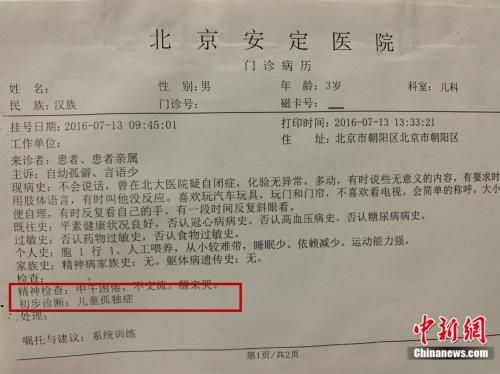 北京安定医院
门诊病历
姓名: 性别:男 年龄:3岁 科室:儿科
民族:汉族 门诊号: 磁卡号:
挂号日期:2016-07-13 09:45:01 打印时间:2016-07-13 13:33:21
工作单位: 住址:北京市朝阳区北京市朝阳区
来诊者:患者、患者亲属
主诉:自幼孤僻、言语少
现病史:不会说话,曾在北大医院疑自闭症,化验无异常,多动,有时说些无意义的内容,有要求时
用肢体语言,有时叫他没反应。喜欢玩汽车玩具,玩门和门帘,不喜欢看电视。会简单的称呼。大小
便自理,有时反复看自己的手。有一段时间反复斜眼看。
既往史:平素健康状况良好,否认冠心病病史。否认高血压病史。否认糖尿病病史。
过敏史:否认药物过敏史,否认食物过敏史。
个人史:胞1行1。人工喂养,从小较难带,睡眠少。依赖减少。运动能力强。
家族史:精神病家族史:无。躯体病遗传史:无。
检查:
精神检查:中午困倦,不交流。醒来哭。
初步诊断:儿童孤独症
处理:
嘱托与建议:系统训练
第1页/共2页
中新网
Chinanews.com